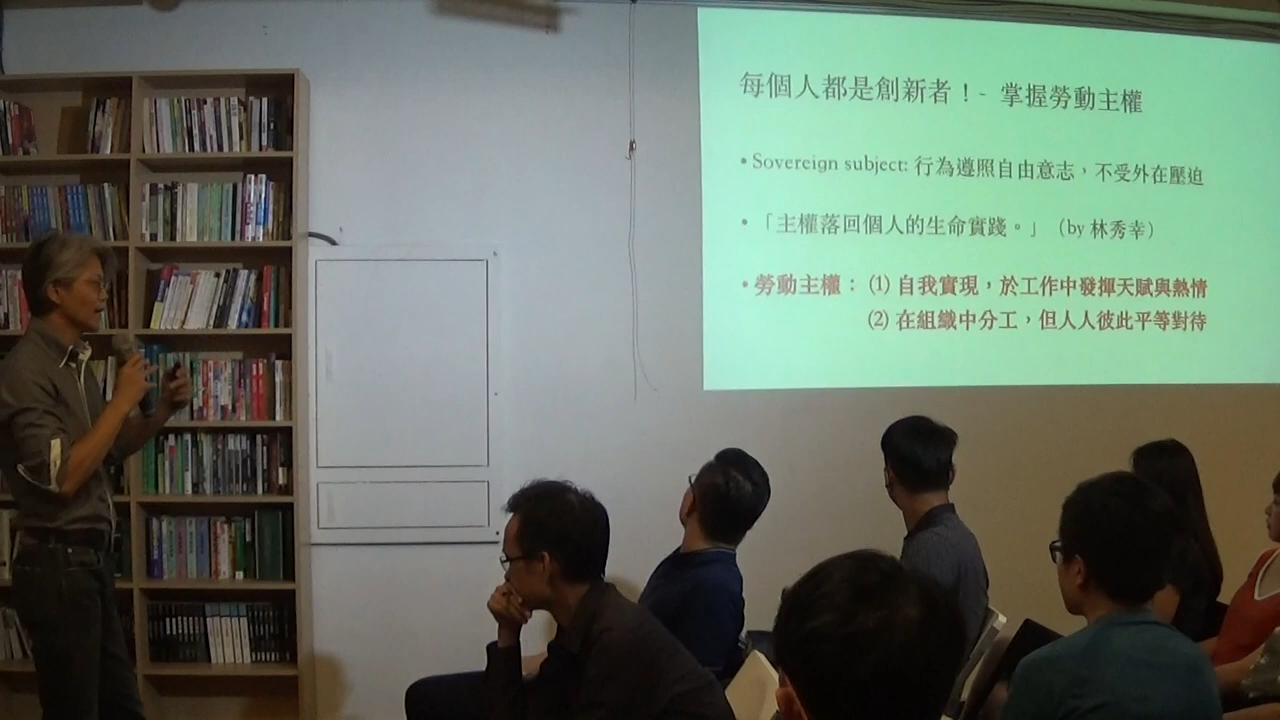 每個人都是創新者！- 掌握勞動主權
• Sovereign subject: 行為遵照自由意志，不受外在壓迫
• 「主權落回個人的生命實踐。」（by 林秀幸）
• 勞動主權： (1) 自我實現，於工作中發揮天賦與熱情
(2) 在組織中分工，但人人彼此平等對待